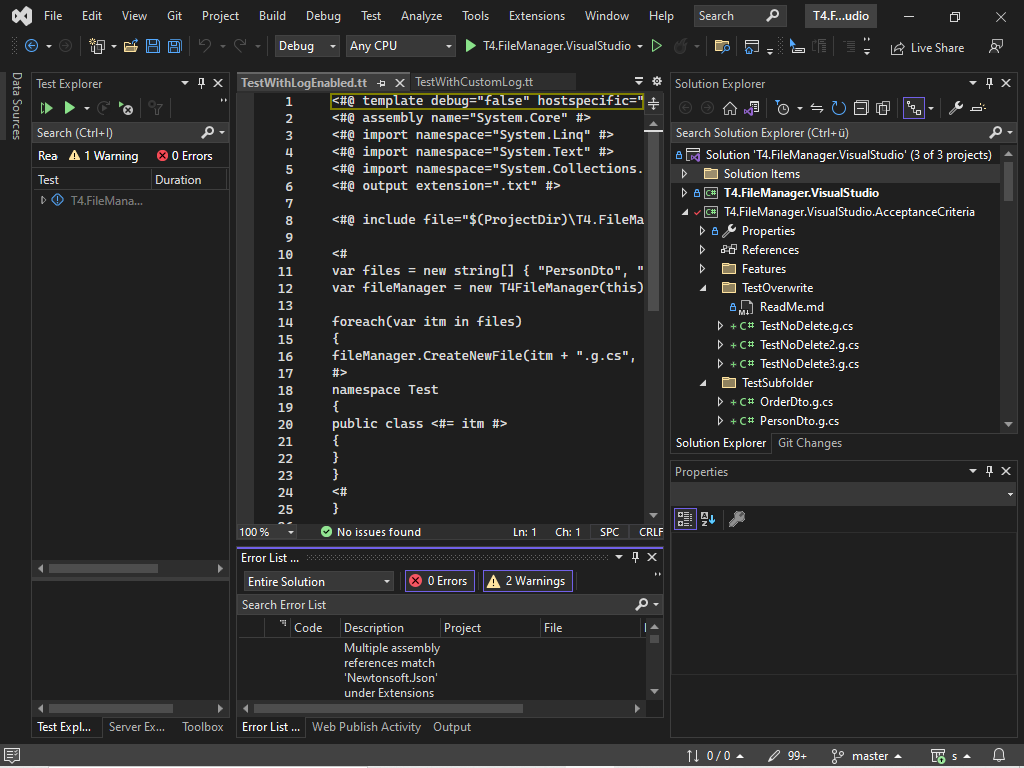 File Edit View Git Project Build Debug Test Analyze Tools Extensions Window Help Search T4.F...udio
Debug Any CPU T4.FileManager.VisualStudio Live Share
Data Sources
Test Explorer
Search (Ctrl+I)
Rea 1 Warning 0 Errors
Test Duration
T4.FileMana...
TestWithLogEnabled.tt TestWithCustomLog.tt
1 <#@ template debug="false" hostspecific="
2 <#@ assembly name="System.Core" #>
3 <#@ import namespace="System.Linq" #>
4 <#@ import namespace="System.Text" #>
5 <#@ import namespace="System.Collections.
6 <#@ output extension=".txt" #>
7
8 <#@ include file="$(ProjectDir)\T4.FileMa
9
10 <#
11 var files = new string[] { "PersonDto", "
12 var fileManager = new T4FileManager(this)
13
14 foreach(var itm in files)
15 {
16 fileManager.CreateNewFile(itm + ".g.cs",
17 #>
18 namespace Test
19 {
20 public class <#= itm #>
21 {
22 }
23 }
24 <#
25 }
100 % No issues found Ln: 1 Ch: 1 SPC CRLF
Error List ...
Entire Solution 0 Errors 2 Warnings
Search Error List
Code Description Project File
Multiple assembly
references match
'Newtonsoft.Json'
under Extensions
Solution Explorer
Search Solution Explorer (Ctrl+ü)
Solution 'T4.FileManager.VisualStudio' (3 of 3 projects)
Solution Items
T4.FileManager.VisualStudio
T4.FileManager.VisualStudio.AcceptanceCriteria
Properties
References
Features
TestOverwrite
ReadMe.md
TestNoDelete.g.cs
TestNoDelete2.g.cs
TestNoDelete3.g.cs
TestSubfolder
OrderDto.g.cs
PersonDto.g.cs
Solution Explorer Git Changes
Properties
Test Expl... Server Ex... Toolbox Error List ... Web Publish Activity Output
0 / 0 99+ master s